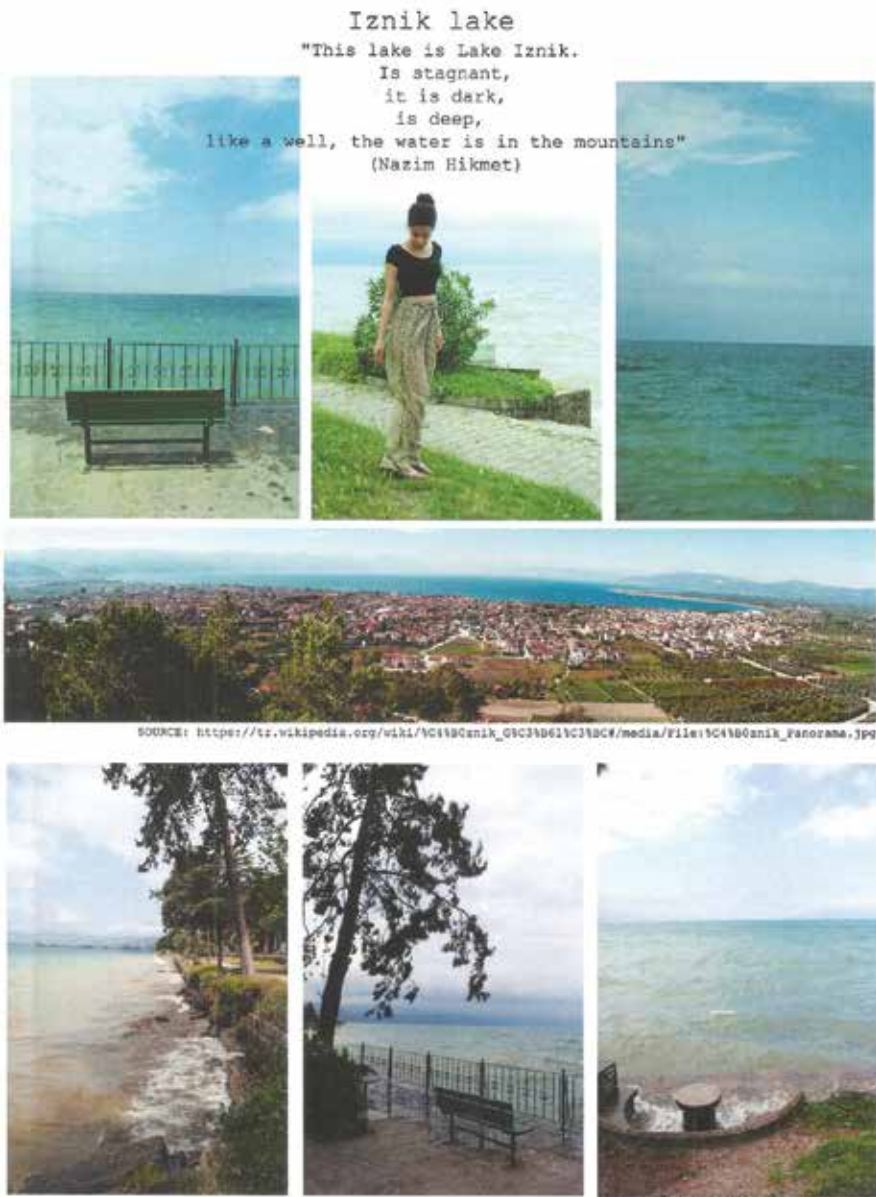 Iznik lake
"This lake is Lake Iznik.
Is stagnant,
it is dark,
is deep,
like a well, the water is in the mountains"
(Nazim Hikmet)
SOURCE: https://tr.wikipedia.org/wiki/%C4%B0znik_G%C3%B6l%C3%BC#/media/File:%C4%B0znik_Panorama.jpg